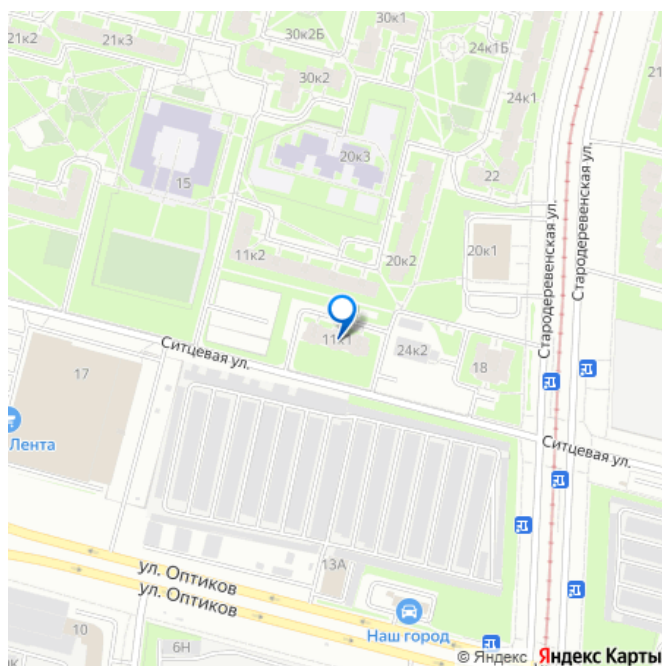 30к1
21к2
21к3
30к2Б
24к1Б
30к2
24к1
21
15
20к3
22
Стародеревенская ул.
Стародеревенская ул.
11к2
20к2
20к1
11к1
Ситцевая ул.
24к2
18
17
Лента
Ситцевая ул.
13А
ул. Оптиков
ул. Оптиков
Наш город
10
6Н
© Яндекс Яндекс Карты